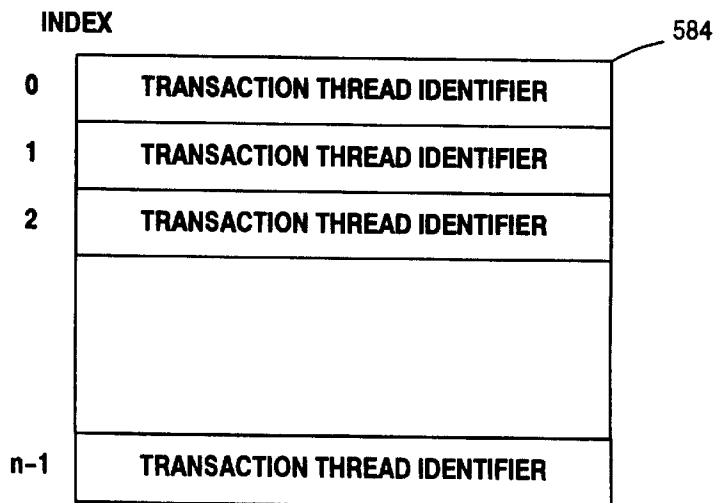 INDEX
584
0 TRANSACTION THREAD IDENTIFIER
1 TRANSACTION THREAD IDENTIFIER
2 TRANSACTION THREAD IDENTIFIER
n-1 TRANSACTION THREAD IDENTIFIER